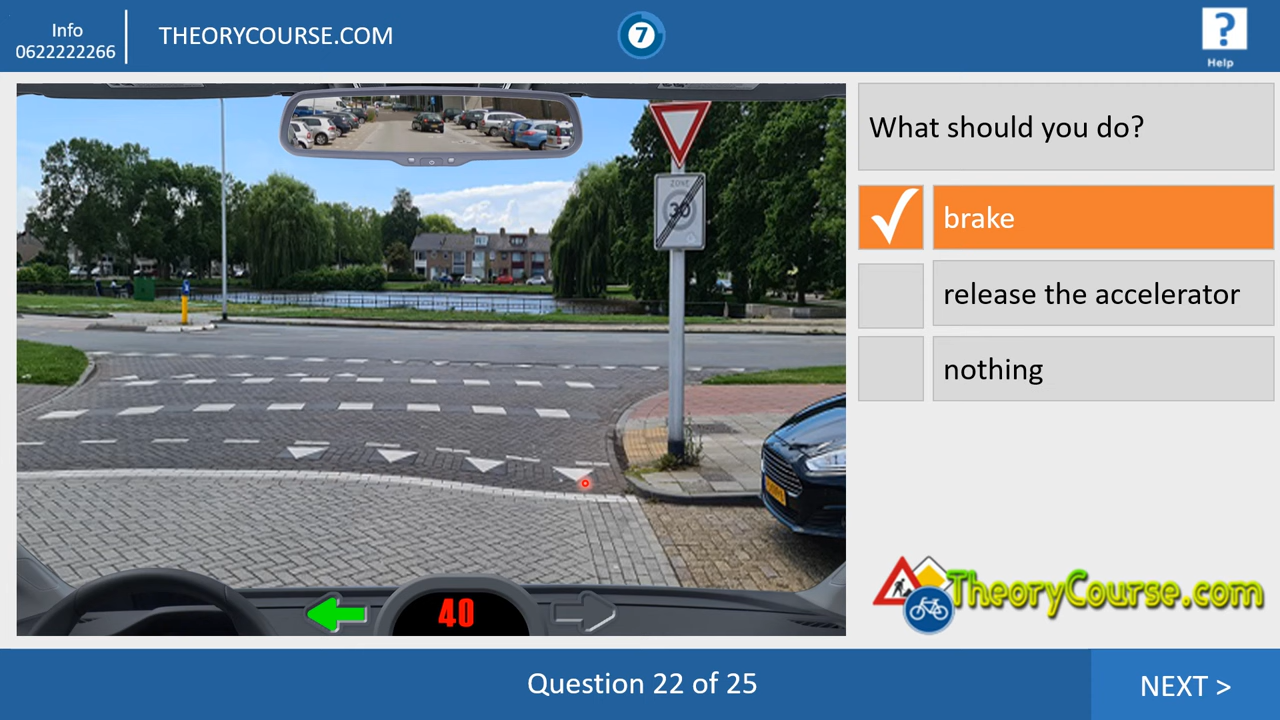 Info
0622222266
THEORYCOURSE.COM
7
?
Help
ZONE
30
What should you do?
brake
release the accelerator
nothing
40
TheoryCourse.com
Question 22 of 25
NEXT >